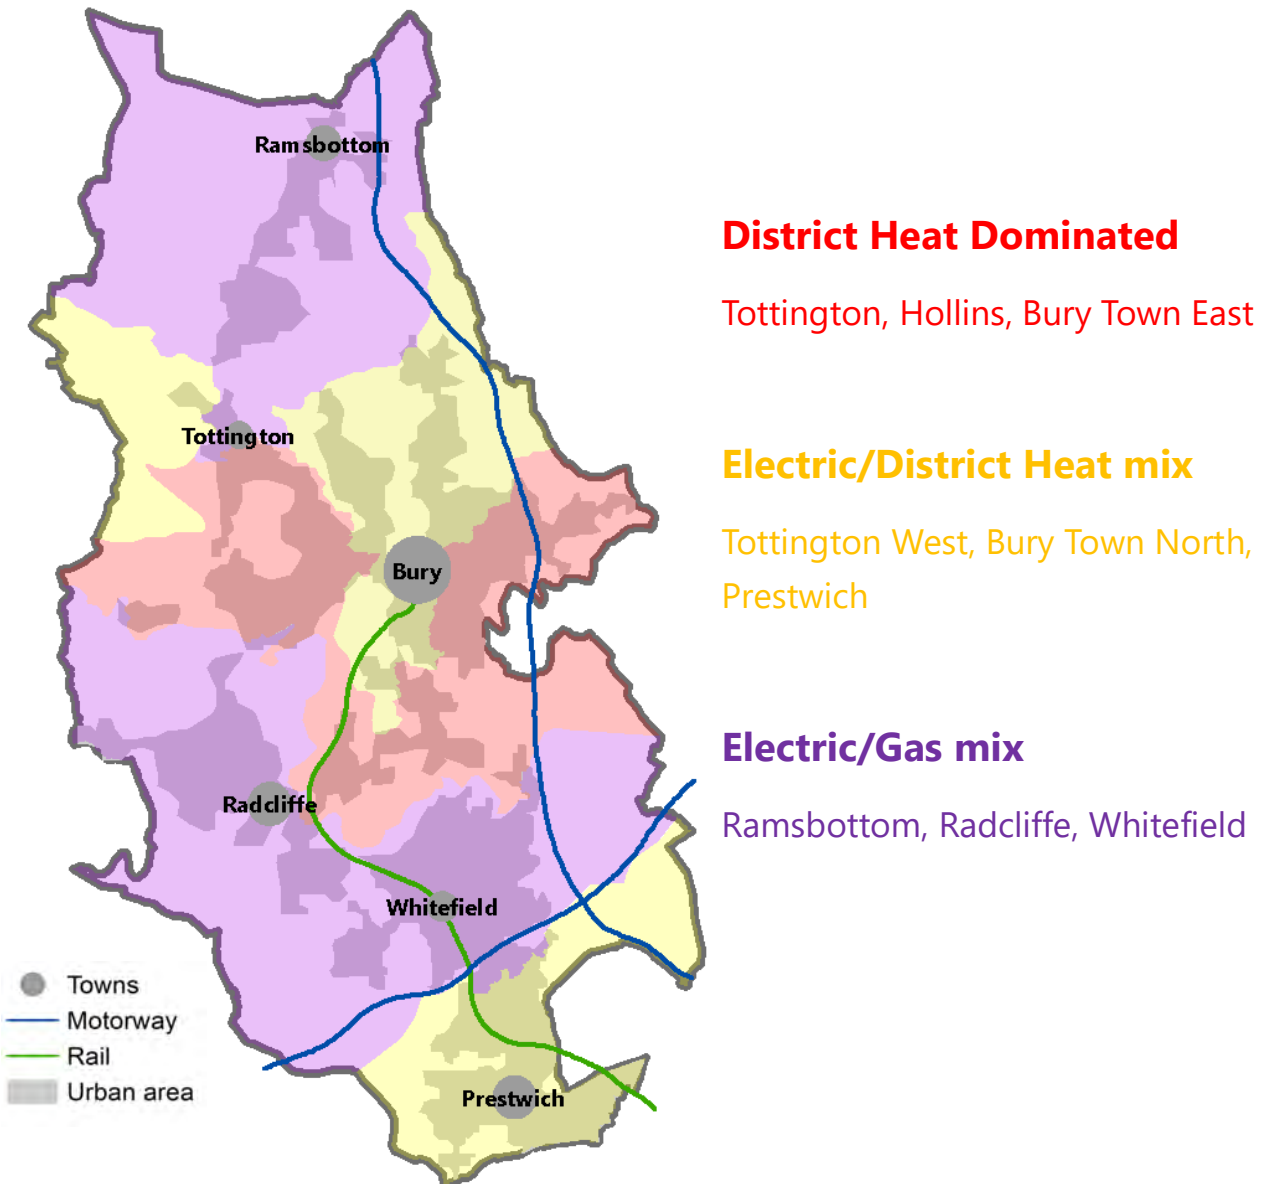 Ramsbottom
Tottington
Bury
Radcliffe
Whitefield
Prestwich
Towns
Motorway
Rail
Urban area
District Heat Dominated
Tottington, Hollins, Bury Town East
Electric/District Heat mix
Tottington West, Bury Town North,
Prestwich
Electric/Gas mix
Ramsbottom, Radcliffe, Whitefield